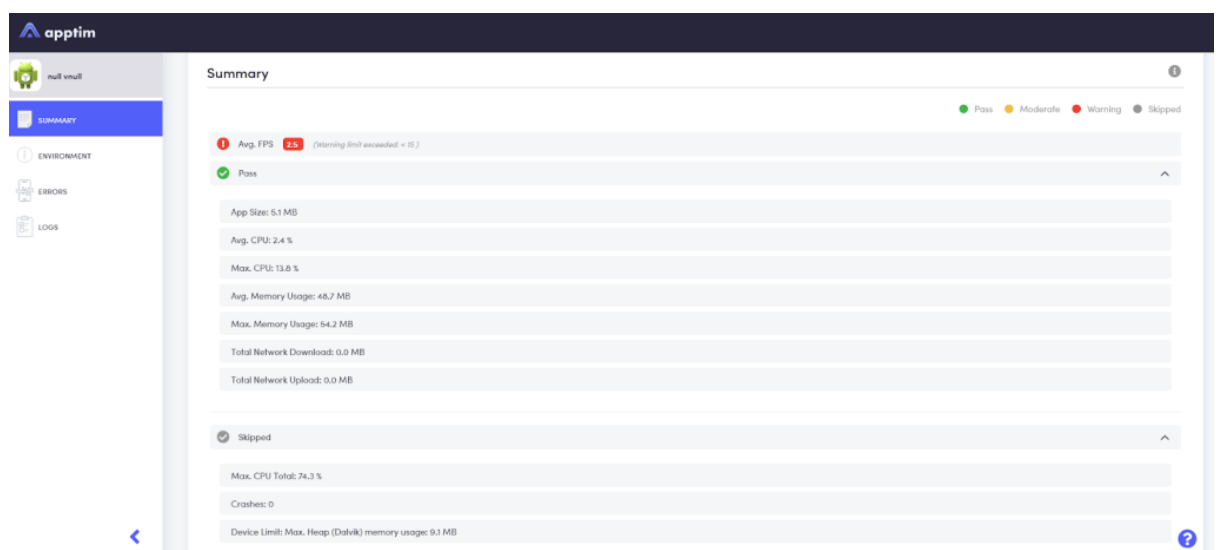 apptim
null vnull
SUMMARY
ENVIRONMENT
ERRORS
LOGS
Summary
Pass Moderate Warning Skipped
Avg. FPS 2.5 (Warning limit exceeded: < 15 )
Pass
App Size: 5.1 MB
Avg. CPU: 2.4 %
Max. CPU: 13.8 %
Avg. Memory Usage: 48.7 MB
Max. Memory Usage: 54.2 MB
Total Network Download: 0.0 MB
Total Network Upload: 0.0 MB
Skipped
Max. CPU Total: 74.3 %
Crashes: 0
Device Limit: Max. Heap (Dalvik) memory usage: 9.1 MB